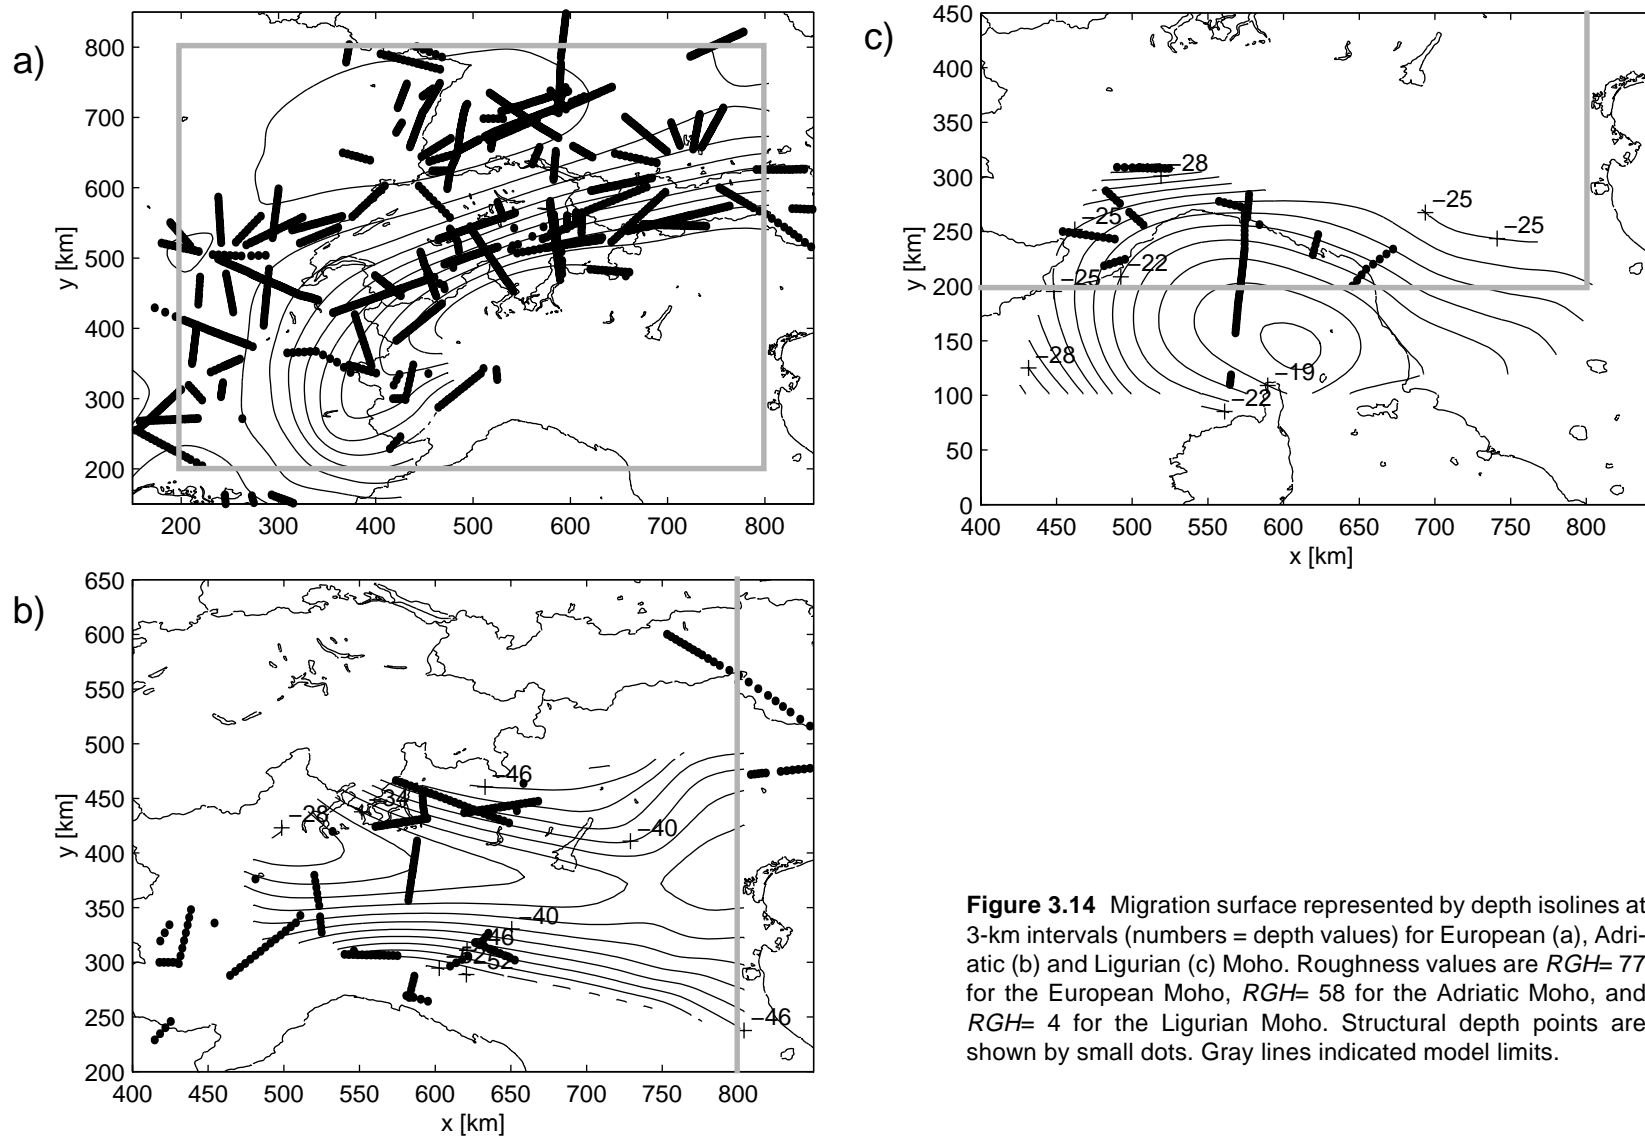 a)
y [km]
800
700
600
500
400
300
200
200 300 400 500 600 700 800
b)
y [km]
650
600
550
500
450
400
350
300
250
200
−46
−34
−28
−40
−40
−46
−52
52
−46
400 450 500 550 600 650 700 750 800
x [km]
c)
y [km]
450
400
350
300
250
200
150
100
50
0
−28
−25
−25
−25
−22
−25
−28
−19
−22
400 450 500 550 600 650 700 750 800
x [km]
Figure 3.14 Migration surface represented by depth isolines at
3-km intervals (numbers = depth values) for European (a), Adri-
atic (b) and Ligurian (c) Moho. Roughness values are RGH= 77
for the European Moho, RGH= 58 for the Adriatic Moho, and
RGH= 4 for the Ligurian Moho. Structural depth points are
shown by small dots. Gray lines indicated model limits.